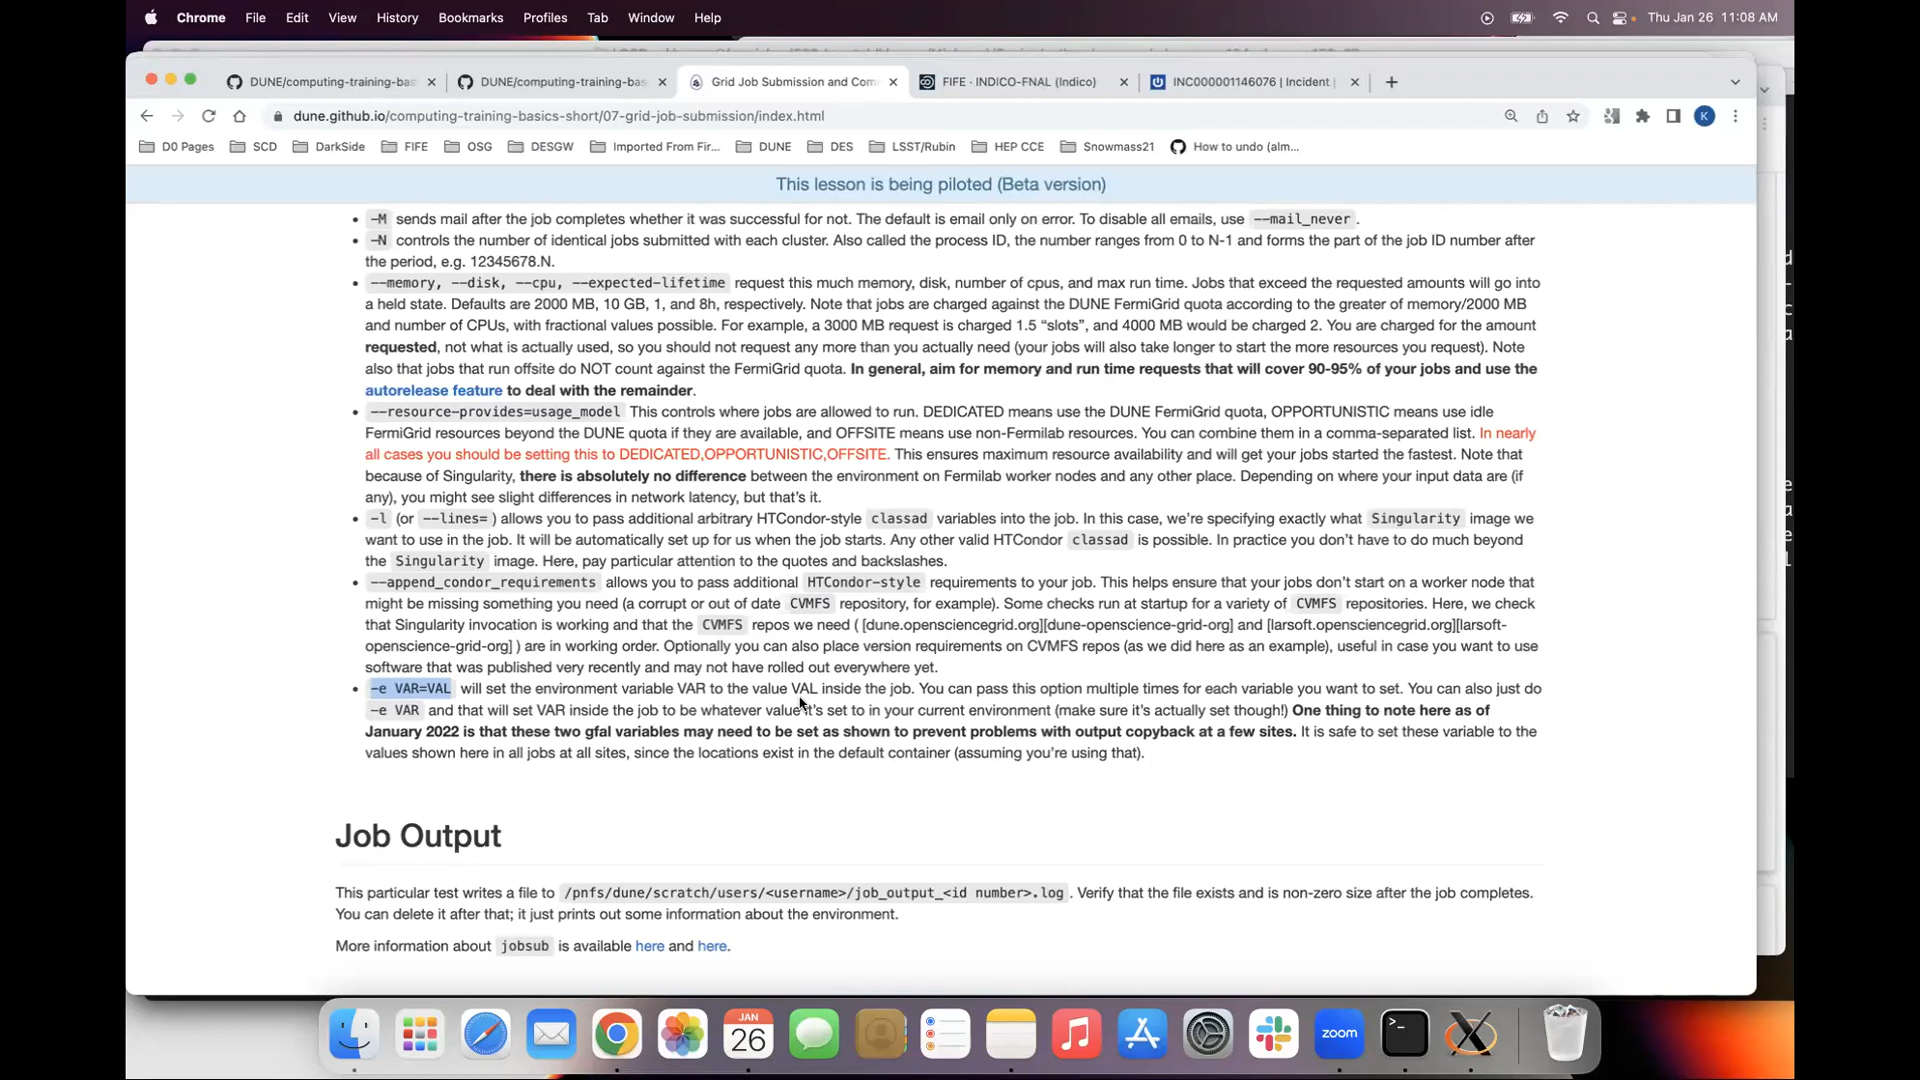 Chrome File Edit View History Bookmarks Profiles Tab Window Help Thu Jan 26 11:08 AM
DUNE/computing-training-bas DUNE/computing-training-bas Grid Job Submission and Com FIFE · INDICO-FNAL (Indico) INC000001146076 | Incident |
dune.github.io/computing-training-basics-short/07-grid-job-submission/index.html K
D0 Pages SCD DarkSide FIFE OSG DESGW Imported From Fir... DUNE DES LSST/Rubin HEP CCE Snowmass21 How to undo (alm...
This lesson is being piloted (Beta version)
-M sends mail after the job completes whether it was successful for not. The default is email only on error. To disable all emails, use --mail_never .
-N controls the number of identical jobs submitted with each cluster. Also called the process ID, the number ranges from 0 to N-1 and forms the part of the job ID number after
the period, e.g. 12345678.N.
--memory, --disk, --cpu, --expected-lifetime request this much memory, disk, number of cpus, and max run time. Jobs that exceed the requested amounts will go into
a held state. Defaults are 2000 MB, 10 GB, 1, and 8h, respectively. Note that jobs are charged against the DUNE FermiGrid quota according to the greater of memory/2000 MB
and number of CPUs, with fractional values possible. For example, a 3000 MB request is charged 1.5 “slots”, and 4000 MB would be charged 2. You are charged for the amount
requested, not what is actually used, so you should not request any more than you actually need (your jobs will also take longer to start the more resources you request). Note
also that jobs that run offsite do NOT count against the FermiGrid quota. In general, aim for memory and run time requests that will cover 90-95% of your jobs and use the
autorelease feature to deal with the remainder.
--resource-provides=usage_model This controls where jobs are allowed to run. DEDICATED means use the DUNE FermiGrid quota, OPPORTUNISTIC means use idle
FermiGrid resources beyond the DUNE quota if they are available, and OFFSITE means use non-Fermilab resources. You can combine them in a comma-separated list. In nearly
all cases you should be setting this to DEDICATED,OPPORTUNISTIC,OFFSITE. This ensures maximum resource availability and will get your jobs started the fastest. Note that
because of Singularity, there is absolutely no difference between the environment on Fermilab worker nodes and any other place. Depending on where your input data are (if
any), you might see slight differences in network latency, but that’s it.
-l (or --lines= ) allows you to pass additional arbitrary HTCondor-style classad variables into the job. In this case, we’re specifying exactly what Singularity image we
want to use in the job. It will be automatically set up for us when the job starts. Any other valid HTCondor classad is possible. In practice you don’t have to do much beyond
the Singularity image. Here, pay particular attention to the quotes and backslashes.
--append_condor_requirements allows you to pass additional HTCondor-style requirements to your job. This helps ensure that your jobs don’t start on a worker node that
might be missing something you need (a corrupt or out of date CVMFS repository, for example). Some checks run at startup for a variety of CVMFS repositories. Here, we check
that Singularity invocation is working and that the CVMFS repos we need ( [dune.opensciencegrid.org][dune-openscience-grid-org] and [larsoft.opensciencegrid.org][larsoft-
openscience-grid-org] ) are in working order. Optionally you can also place version requirements on CVMFS repos (as we did here as an example), useful in case you want to use
software that was published very recently and may not have rolled out everywhere yet.
-e VAR=VAL will set the environment variable VAR to the value VAL inside the job. You can pass this option multiple times for each variable you want to set. You can also just do
-e VAR and that will set VAR inside the job to be whatever value it’s set to in your current environment (make sure it’s actually set though!) One thing to note here as of
January 2022 is that these two gfal variables may need to be set as shown to prevent problems with output copyback at a few sites. It is safe to set these variable to the
values shown here in all jobs at all sites, since the locations exist in the default container (assuming you’re using that).
Job Output
This particular test writes a file to /pnfs/dune/scratch/users/<username>/job_output_<id number>.log . Verify that the file exists and is non-zero size after the job completes.
You can delete it after that; it just prints out some information about the environment.
More information about jobsub is available here and here.
JAN
26
zoom